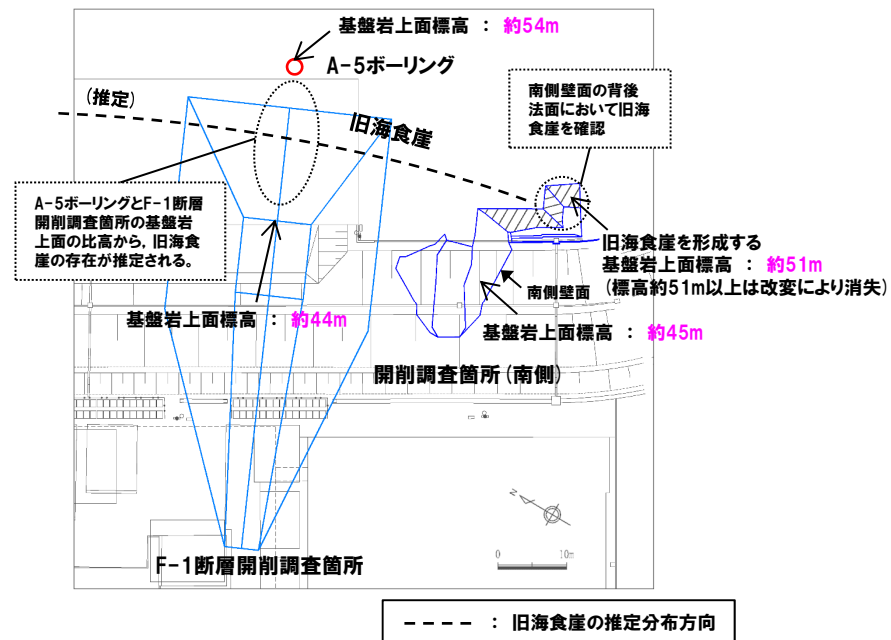 基盤岩上面標高 : 約54m
A-5ボーリング
(推定)
旧海食崖
南側壁面の背後
法面において旧海
食崖を確認
A-5ボーリングとF-1断層
開削調査箇所の基盤岩
上面の比高から,旧海食
崖の存在が推定される。
旧海食崖を形成する
基盤岩上面標高 : 約51m
(標高約51m以上は改変により消失)
南側壁面
基盤岩上面標高 : 約44m
基盤岩上面標高 : 約45m
開削調査箇所(南側)
N
0 10m
F-1断層開削調査箇所
: 旧海食崖の推定分布方向